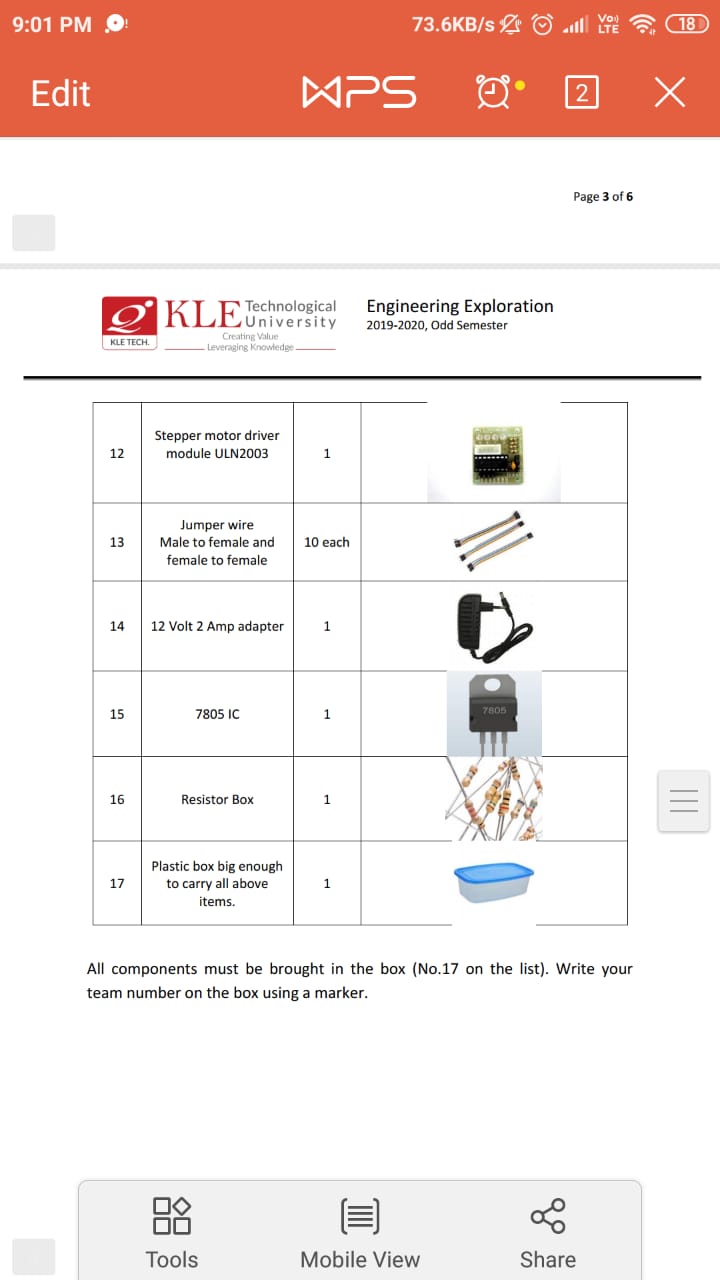 9:01 PM
73.6KB/s
Vo))
LTE
18
Edit
WPS
2
Page 3 of 6
KLE TECH.
KLE Technological
University
Creating Value
Leveraging Knowledge
Engineering Exploration
2019-2020, Odd Semester
12
Stepper motor driver
module ULN2003
1
13
Jumper wire
Male to female and
female to female
10 each
14
12 Volt 2 Amp adapter
1
15
7805 IC
1
7805
16
Resistor Box
1
17
Plastic box big enough
to carry all above
items.
1
All components must be brought in the box (No.17 on the list). Write your
team number on the box using a marker.
Tools
Mobile View
Share